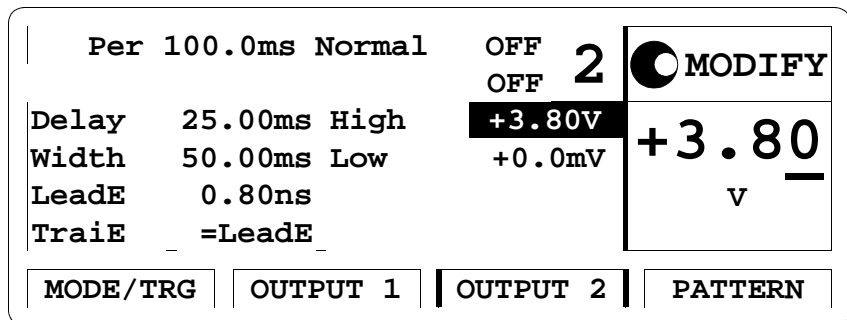 Per 100.0ms Normal OFF 2 MODIFY
OFF
Delay 25.00ms High +3.80V +3.80
Width 50.00ms Low +0.0mV
LeadE 0.80ns V
TraiE =LeadE
MODE/TRG OUTPUT 1 OUTPUT 2 PATTERN